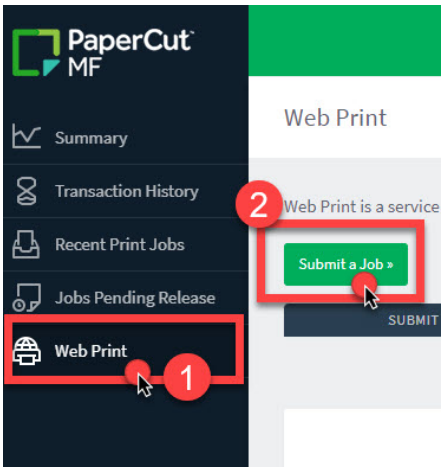 PaperCut
MF
Summary
Transaction History
Recent Print Jobs
Jobs Pending Release
Web Print
1
Web Print
2
Web Print is a service
Submit a Job »
SUBMIT